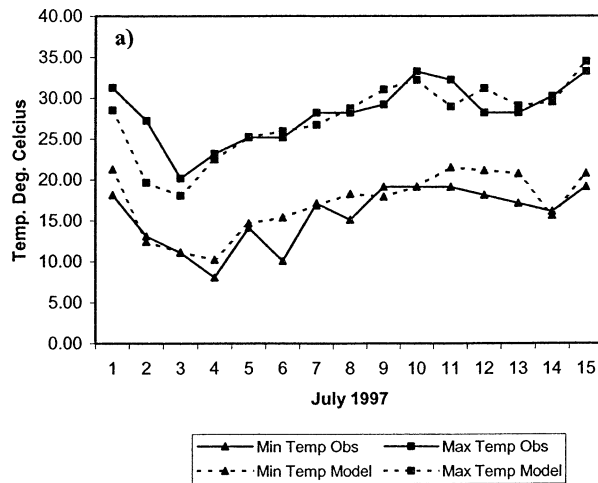 a)
40.00
35.00
30.00
25.00
20.00
15.00
10.00
5.00
0.00
Temp. Deg. Celcius
1 2 3 4 5 6 7 8 9 10 11 12 13 14 15
July 1997
Min Temp Obs Max Temp Obs
Min Temp Model Max Temp Model